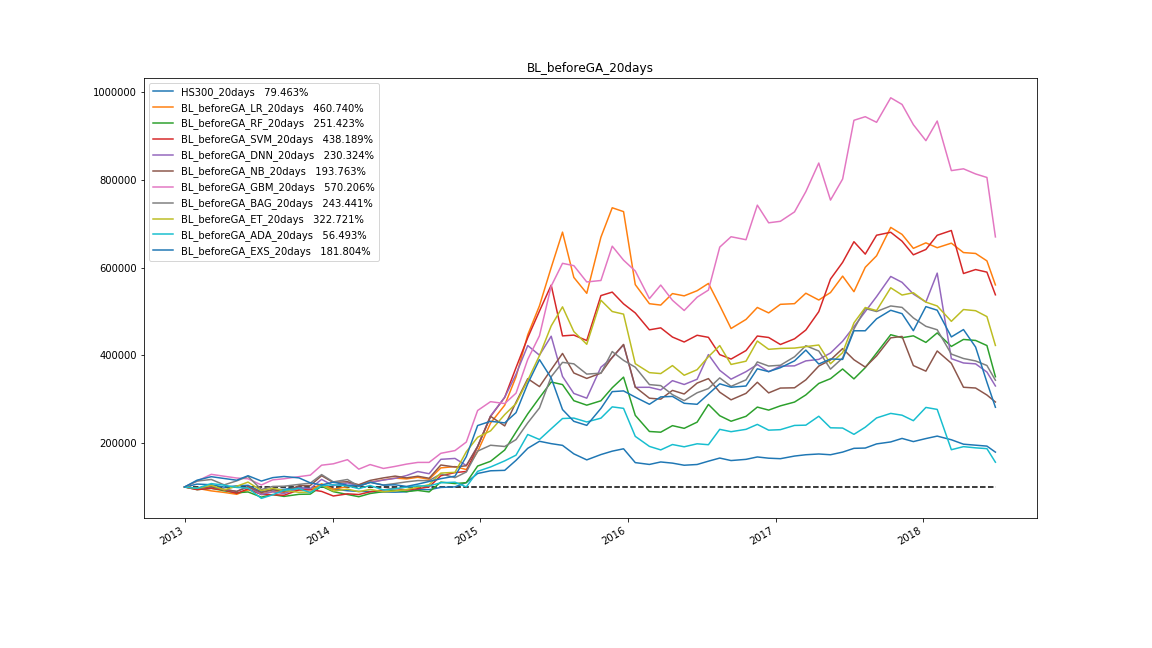 BL_beforeGA_20days
1000000
800000
600000
400000
200000
HS300_20days 79.463%
BL_beforeGA_LR_20days 460.740%
BL_beforeGA_RF_20days 251.423%
BL_beforeGA_SVM_20days 438.189%
BL_beforeGA_DNN_20days 230.324%
BL_beforeGA_NB_20days 193.763%
BL_beforeGA_GBM_20days 570.206%
BL_beforeGA_BAG_20days 243.441%
BL_beforeGA_ET_20days 322.721%
BL_beforeGA_ADA_20days 56.493%
BL_beforeGA_EXS_20days 181.804%
2013 2014 2015 2016 2017 2018